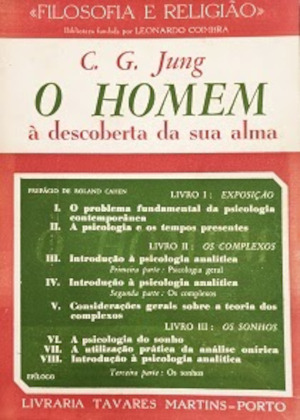 «FILOSOFIA E RELIGIÃO»
Biblioteca fundada por LEONARDO COIMBRA
C. G. Jung
O HOMEM
à descoberta da sua alma
PREFÁCIO DE ROLAND CAHEN
LIVRO I: EXPOSIÇÃO
I. O problema fundamental da psicologia
contemporânea
II. A psicologia e os tempos presentes
LIVRO II: OS COMPLEXOS
III. Introdução à psicologia analítica
Primeira parte: Psicologia geral
IV. Introdução à psicologia analítica
Segunda parte: Os complexos
V. Considerações gerais sobre a teoria dos
complexos
LIVRO III: OS SONHOS
VI. A psicologia do sonho
VII. A utilização prática da análise onírica
VIII. Introdução à psicologia analítica
Terceira parte: Os sonhos
EPÍLOGO
LIVRARIA TAVARES MARTINS-PORTO